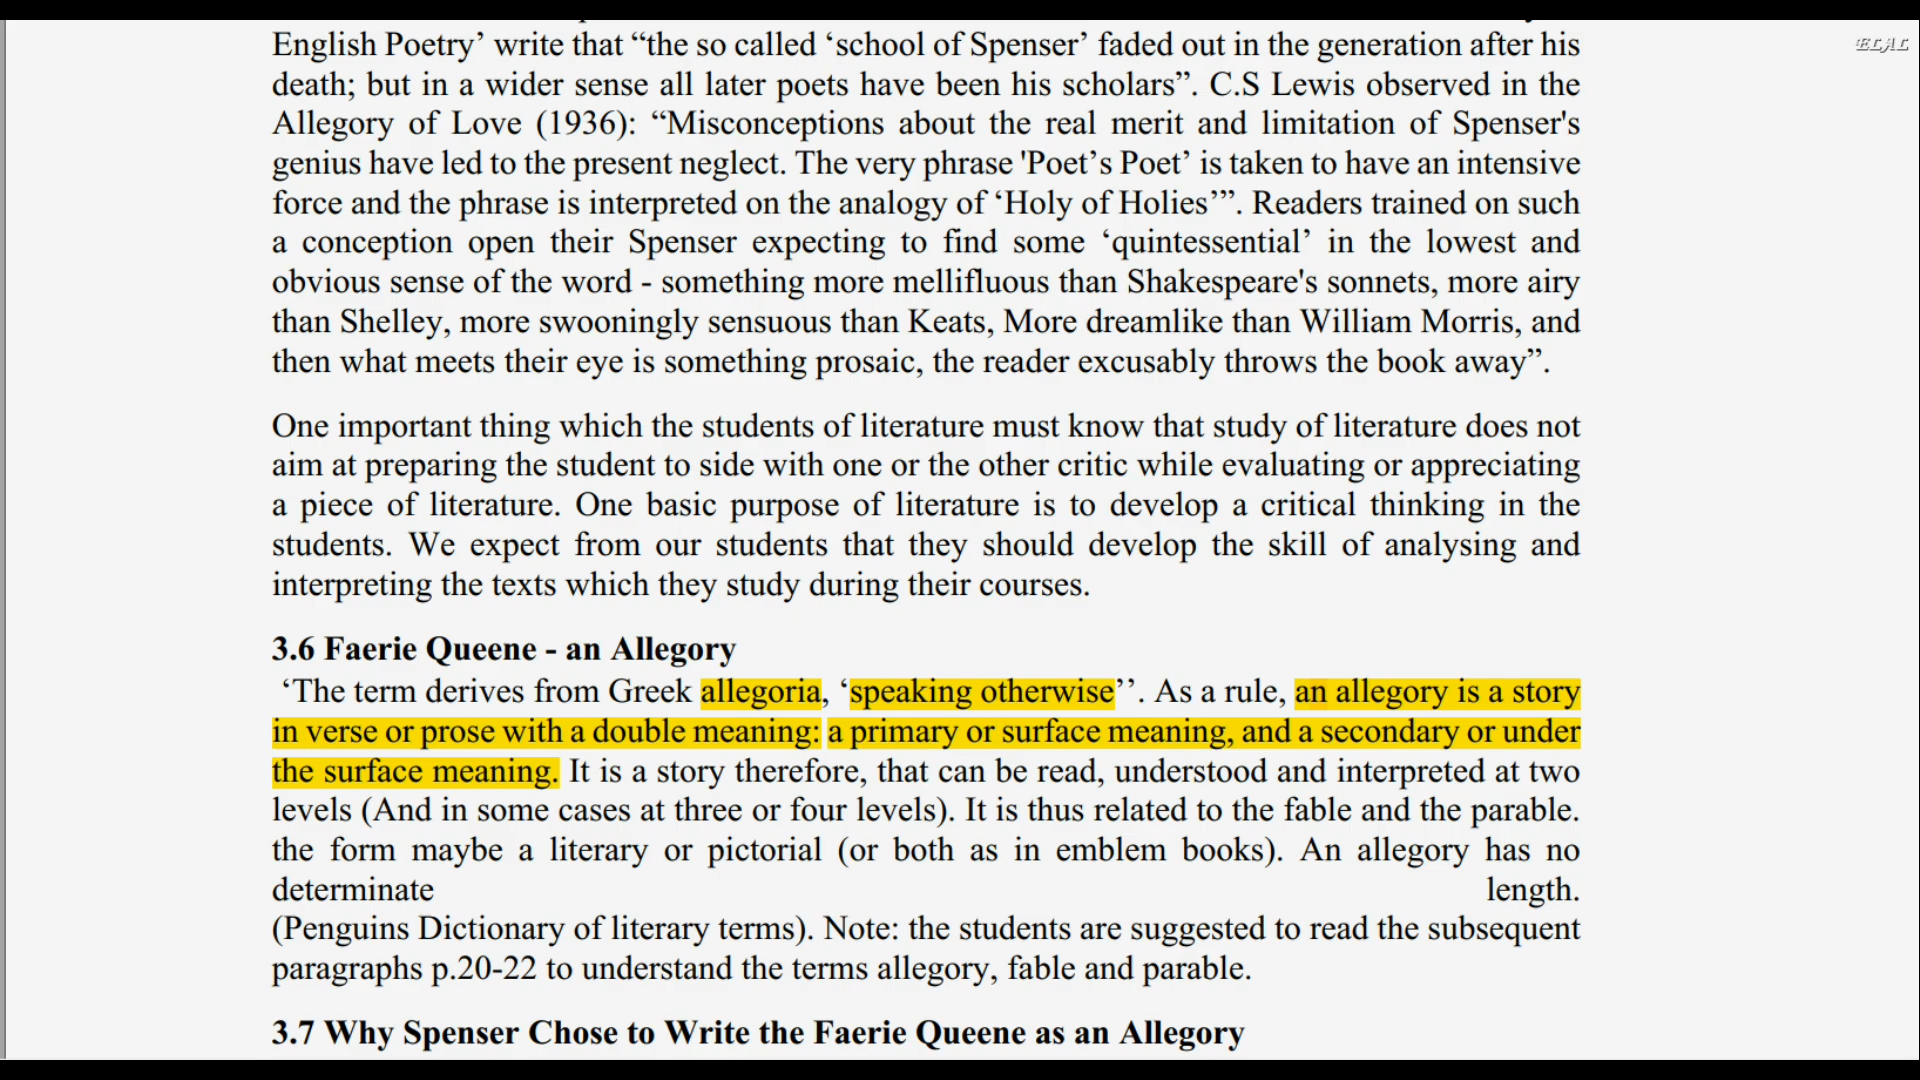 English Poetry’ write that “the so called ‘school of Spenser’ faded out in the generation after his
death; but in a wider sense all later poets have been his scholars”. C.S Lewis observed in the
Allegory of Love (1936): “Misconceptions about the real merit and limitation of Spenser's
genius have led to the present neglect. The very phrase 'Poet’s Poet’ is taken to have an intensive
force and the phrase is interpreted on the analogy of ‘Holy of Holies’”. Readers trained on such
a conception open their Spenser expecting to find some ‘quintessential’ in the lowest and
obvious sense of the word - something more mellifluous than Shakespeare's sonnets, more airy
than Shelley, more swooningly sensuous than Keats, More dreamlike than William Morris, and
then what meets their eye is something prosaic, the reader excusably throws the book away”.
One important thing which the students of literature must know that study of literature does not
aim at preparing the student to side with one or the other critic while evaluating or appreciating
a piece of literature. One basic purpose of literature is to develop a critical thinking in the
students. We expect from our students that they should develop the skill of analysing and
interpreting the texts which they study during their courses.
3.6 Faerie Queene - an Allegory
‘The term derives from Greek allegoria, ‘speaking otherwise’’. As a rule, an allegory is a story
in verse or prose with a double meaning: a primary or surface meaning, and a secondary or under
the surface meaning. It is a story therefore, that can be read, understood and interpreted at two
levels (And in some cases at three or four levels). It is thus related to the fable and the parable.
the form maybe a literary or pictorial (or both as in emblem books). An allegory has no
determinate length.
(Penguins Dictionary of literary terms). Note: the students are suggested to read the subsequent
paragraphs p.20-22 to understand the terms allegory, fable and parable.
3.7 Why Spenser Chose to Write the Faerie Queene as an Allegory
ELAL